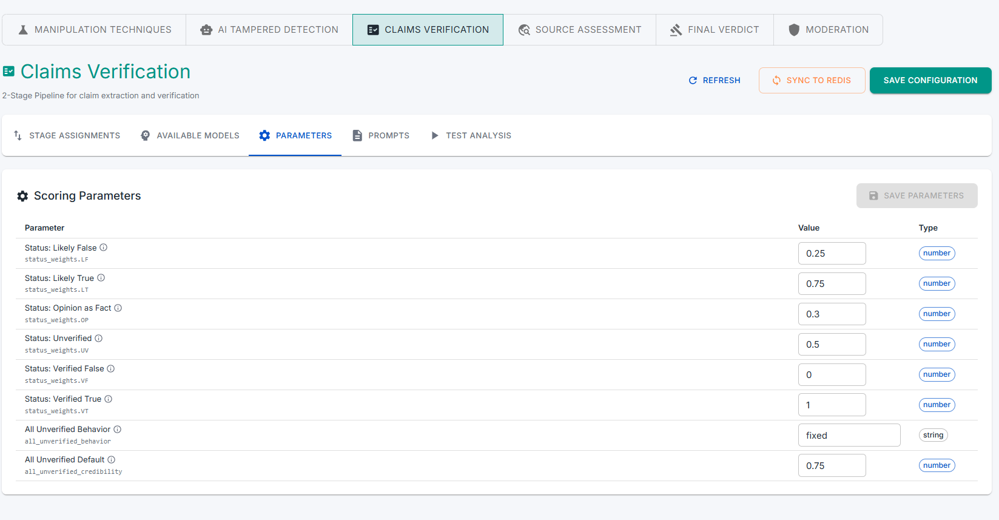 MANIPULATION TECHNIQUES
AI TAMPERED DETECTION
CLAIMS VERIFICATION
SOURCE ASSESSMENT
FINAL VERDICT
MODERATION
Claims Verification
2-Stage Pipeline for claim extraction and verification
REFRESH
SYNC TO REDIS
SAVE CONFIGURATION
STAGE ASSIGNMENTS
AVAILABLE MODELS
PARAMETERS
PROMPTS
TEST ANALYSIS
Scoring Parameters
SAVE PARAMETERS
Parameter Value Type
Status: Likely False
status_weights.LF
0.25 number
Status: Likely True
status_weights.LT
0.75 number
Status: Opinion as Fact
status_weights.OP
0.3 number
Status: Unverified
status_weights.UV
0.5 number
Status: Verified False
status_weights.VF
0 number
Status: Verified True
status_weights.VT
1 number
All Unverified Behavior
all_unverified_behavior
fixed string
All Unverified Default
all_unverified_credibility
0.75 number